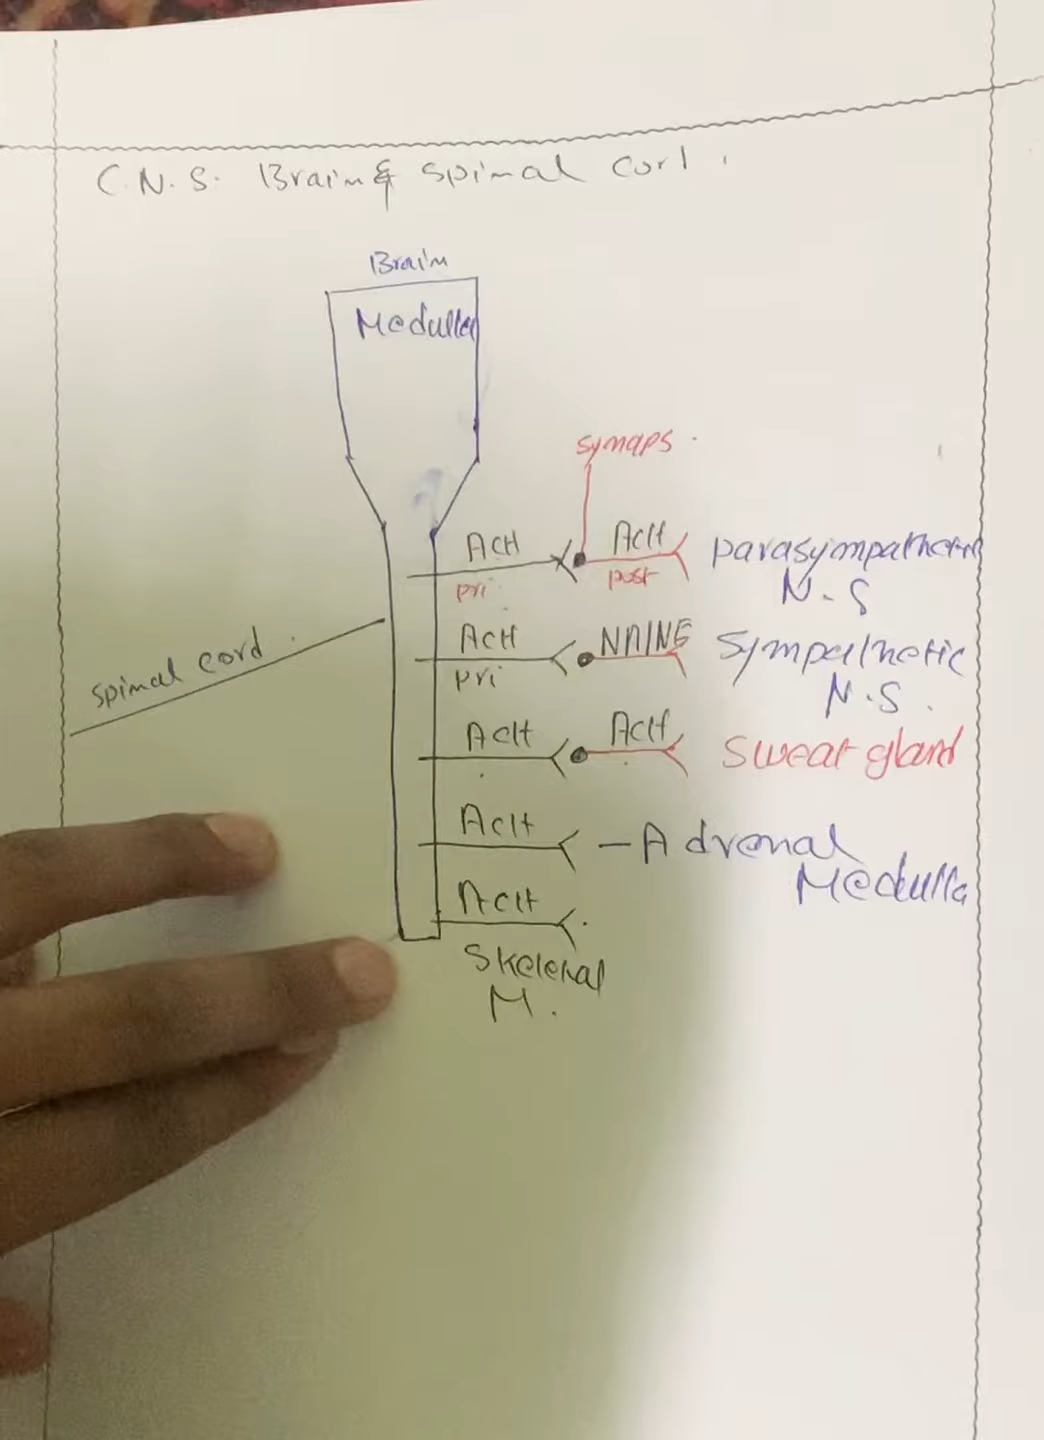 C.N.S. Brain & spinal corl.
Brain
Medulla
synaps
ACH ACH parasympathetic
pri post N.S
ACH NA/NE Sympathetic
pri N.S.
spinal cord.
ACH ACH Sweat gland
ACH - Adrenal
Medulla
ACH
Skeletal
M.